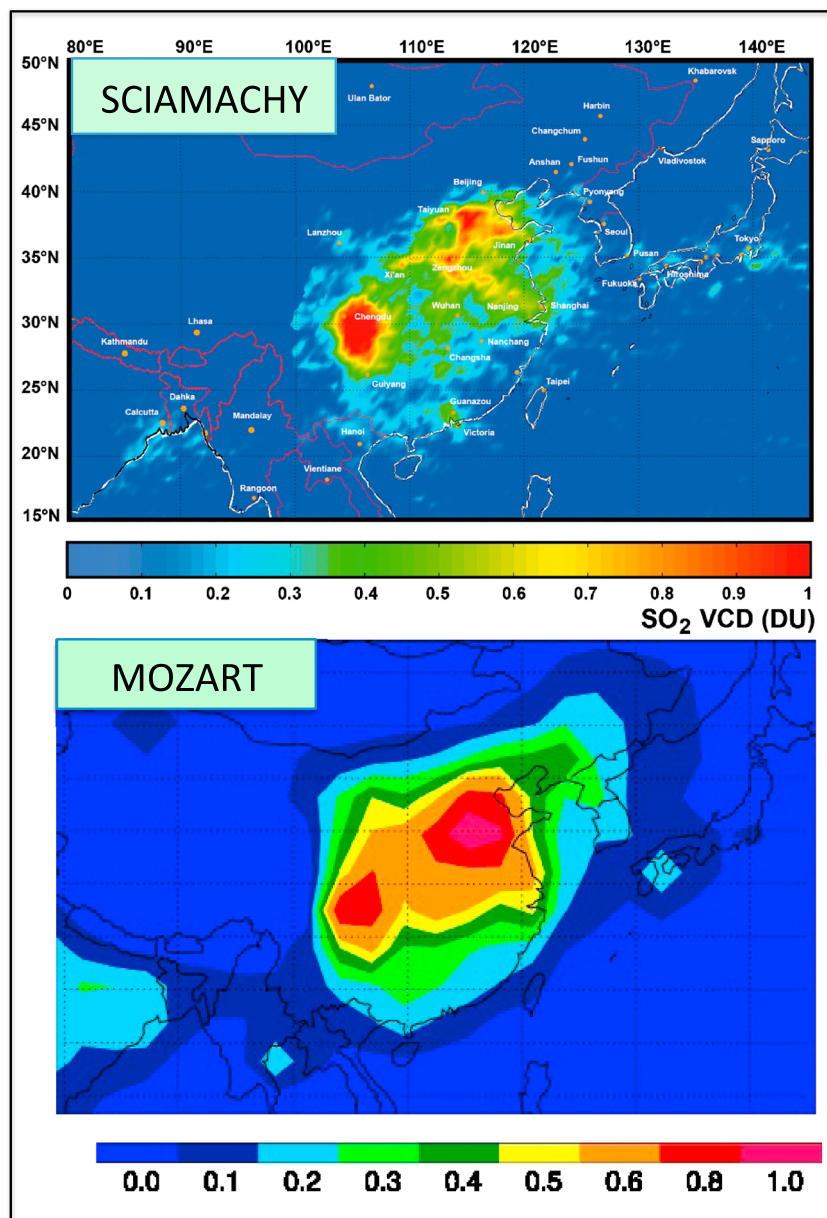 80°E 90°E 100°E 110°E 120°E 130°E 140°E
50°N
SCIAMACHY
Khabarovsk
Ulan Bator
Harbin
45°N
Changchum
Sapporo
Anshan
Fushun
Vladivostok
Beijing
40°N
Pyonyang
Taiyuan
Lanzhou
Seoul
Jinan
Tokyo
35°N
Pusan
Xi'an
Zengzhou
Hiroshima
Fukuoka
Wuhan
Nanjing
Shanghai
Chengdu
30°N
Lhasa
Kathmandu
Nanchang
Changsha
Guiyang
Taipei
25°N
Dahka
Guanazou
Calcutta
Mandalay
Victoria
Hanoi
20°N
Vientiane
Rangoon
15°N
0 0.1 0.2 0.3 0.4 0.5 0.6 0.7 0.8 0.9 1
SO₂ VCD (DU)
MOZART
0.0 0.1 0.2 0.3 0.4 0.5 0.6 0.8 1.0